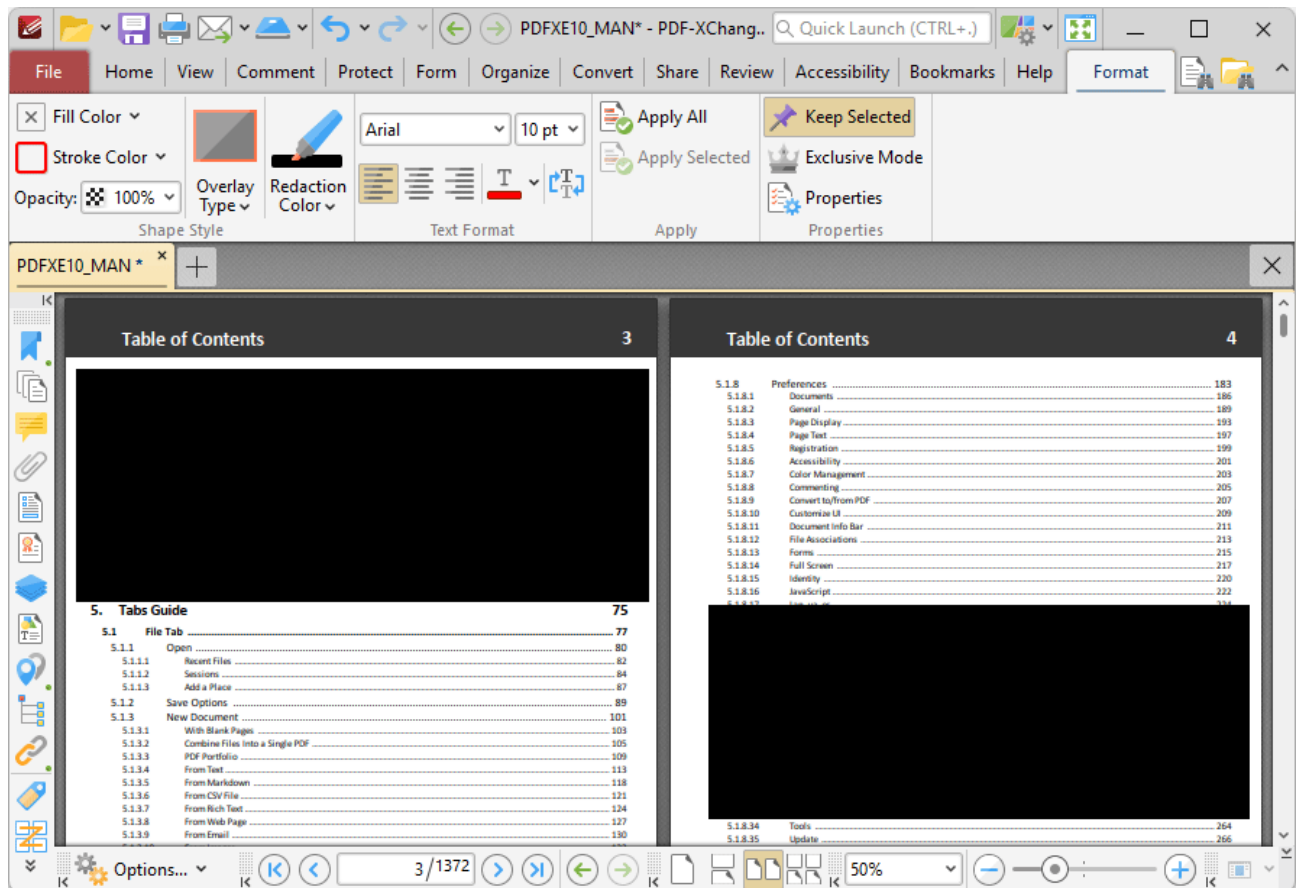 PDFXE10_MAN* - PDF-XChang.. Quick Launch (CTRL+.)
File Home View Comment Protect Form Organize Convert Share Review Accessibility Bookmarks Help Format
Fill Color
Stroke Color
Opacity: 100%
Overlay Type
Redaction Color
Shape Style
Arial 10 pt
Text Format
Apply All
Apply Selected
Apply
Keep Selected
Exclusive Mode
Properties
Properties
PDFXE10_MAN *
Table of Contents 3
5. Tabs Guide 75
5.1 File Tab 77
5.1.1 Open 80
5.1.1.1 Recent Files 82
5.1.1.2 Sessions 84
5.1.1.3 Add a Place 87
5.1.2 Save Options 89
5.1.3 New Document 101
5.1.3.1 With Blank Pages 103
5.1.3.2 Combine Files Into a Single PDF 105
5.1.3.3 PDF Portfolio 109
5.1.3.4 From Text 113
5.1.3.5 From Markdown 118
5.1.3.6 From CSV File 121
5.1.3.7 From Rich Text 124
5.1.3.8 From Web Page 127
5.1.3.9 From Email 130
Table of Contents 4
5.1.8 Preferences 183
5.1.8.1 Documents 186
5.1.8.2 General 189
5.1.8.3 Page Display 193
5.1.8.4 Page Text 197
5.1.8.5 Registration 199
5.1.8.6 Accessibility 201
5.1.8.7 Color Management 203
5.1.8.8 Commenting 205
5.1.8.9 Convert to/from PDF 207
5.1.8.10 Customize UI 209
5.1.8.11 Document Info Bar 211
5.1.8.12 File Associations 213
5.1.8.13 Forms 215
5.1.8.14 Full Screen 217
5.1.8.15 Identity 220
5.1.8.16 JavaScript 222
5.1.8.34 Tools 264
5.1.8.35 Update 266
Options... 3/1372 50%